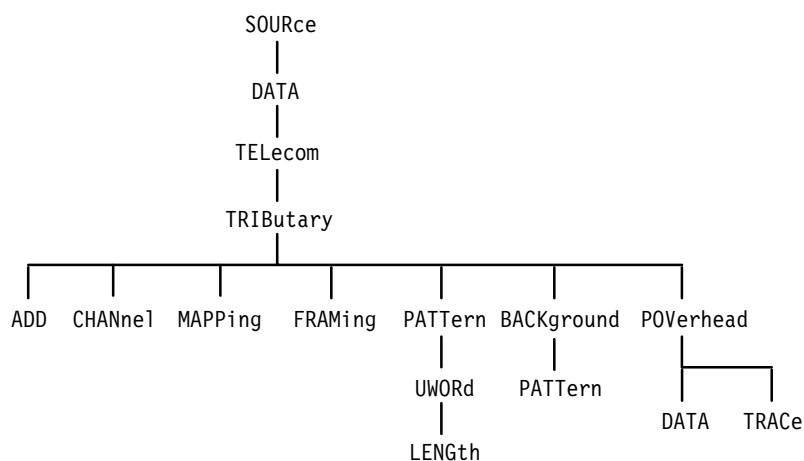 SOURce
DATA
TELecom
TRIButary
ADD CHANnel MAPPing FRAMing PATTern BACKground POVerhead
UWORd PATTern
DATA TRACe
LENGth